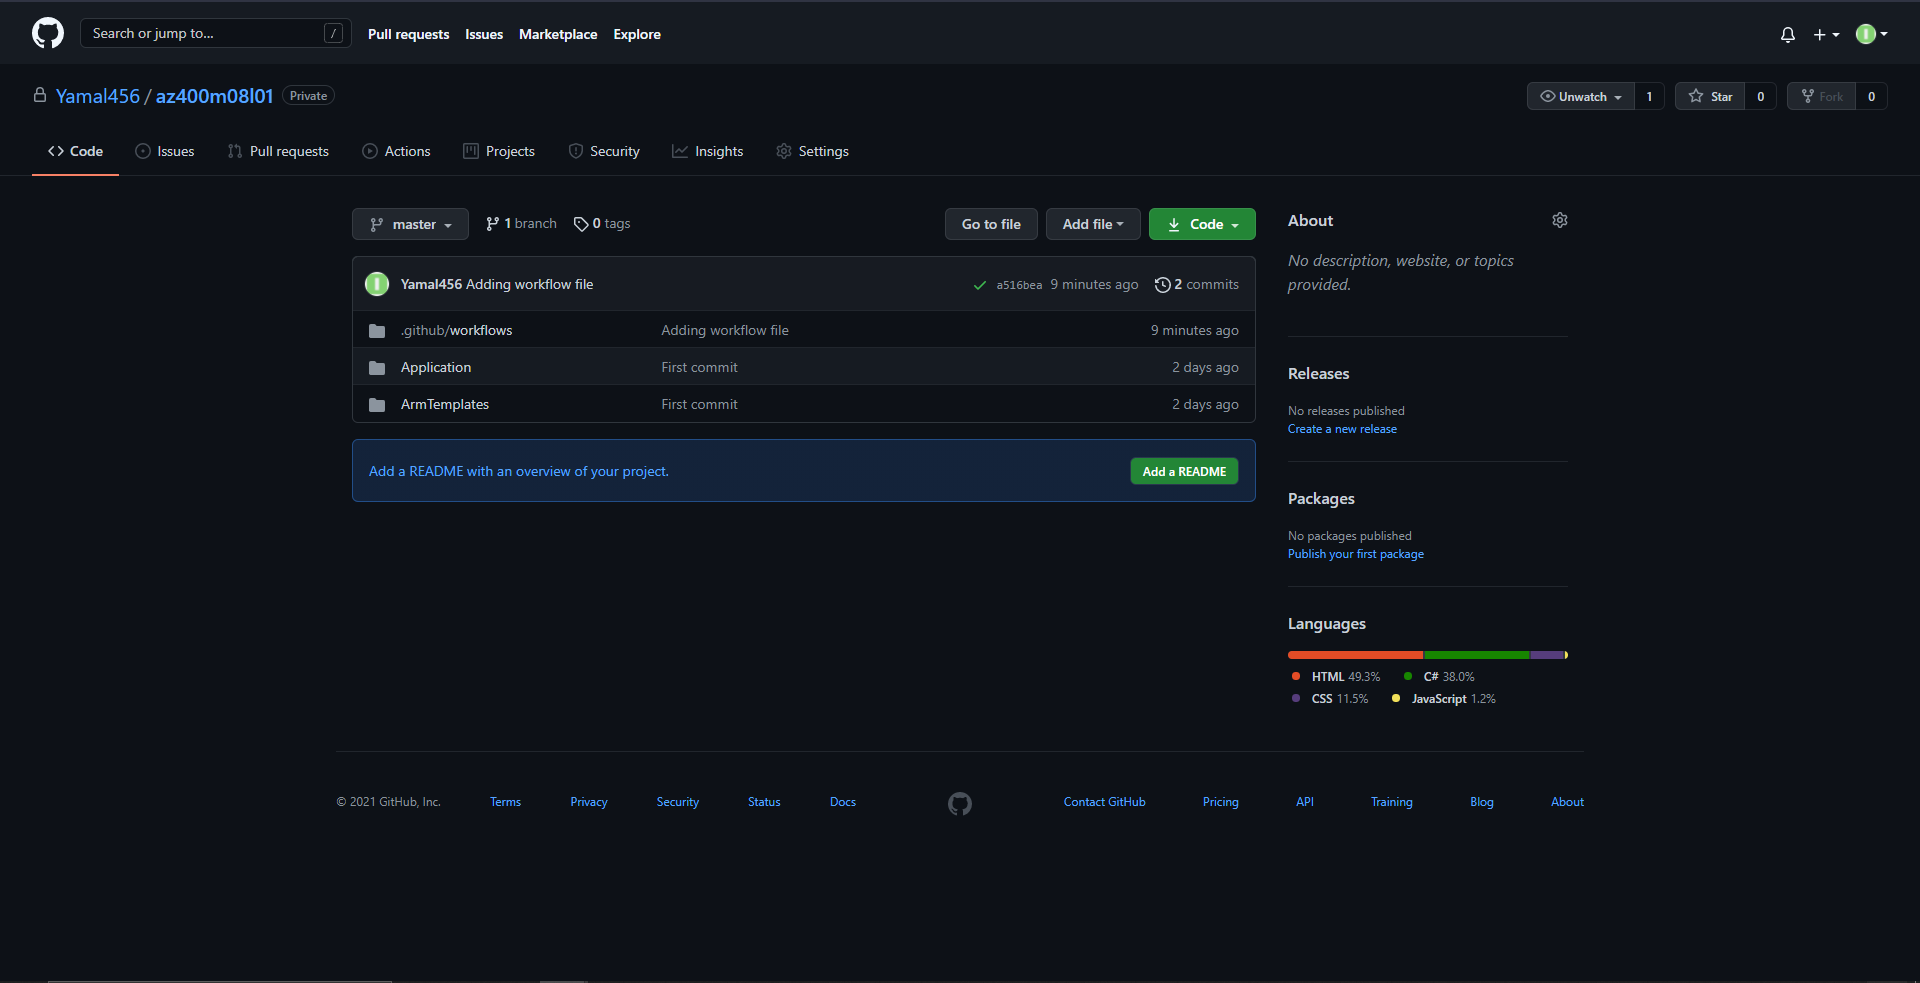 Search or jump to... /
Pull requests Issues Marketplace Explore
Yamal456 / az400m08l01 Private
Unwatch 1 Star 0 Fork 0
Code Issues Pull requests Actions Projects Security Insights Settings
master 1 branch 0 tags Go to file Add file Code
Yamal456 Adding workflow file a516bea 9 minutes ago 2 commits
.github/workflows Adding workflow file 9 minutes ago
Application First commit 2 days ago
ArmTemplates First commit 2 days ago
Add a README with an overview of your project. Add a README
About
No description, website, or topics
provided.
Releases
No releases published
Create a new release
Packages
No packages published
Publish your first package
Languages
HTML 49.3% C# 38.0%
CSS 11.5% JavaScript 1.2%
© 2021 GitHub, Inc. Terms Privacy Security Status Docs Contact GitHub Pricing API Training Blog About